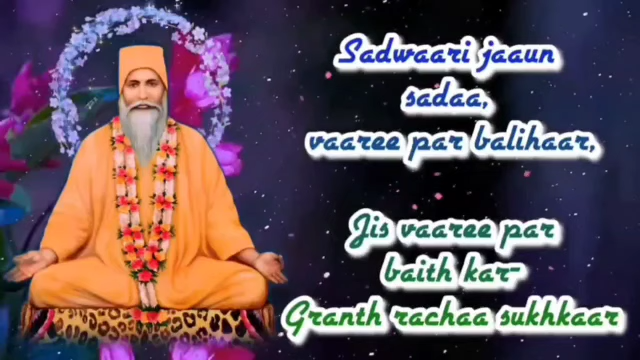 Sadwaari jaaun
sadaa,
vaaree par balihaar,
Jis vaaree par
baith kar-
Granth rachaa sukhkaar